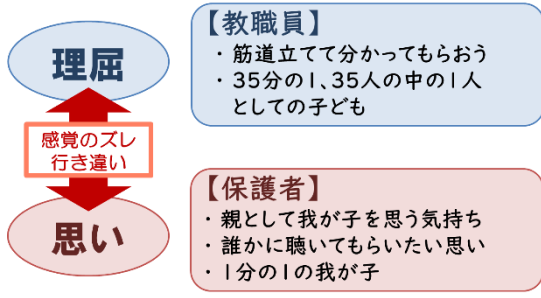 理屈
感覚のズレ
行き違い
思い
【教職員】
・筋道立てて分かってもらおう
・35分の1、35人の中の1人
としての子ども
【保護者】
・親として我が子を思う気持ち
・誰かに聴いてもらいたい思い
・1分の1の我が子